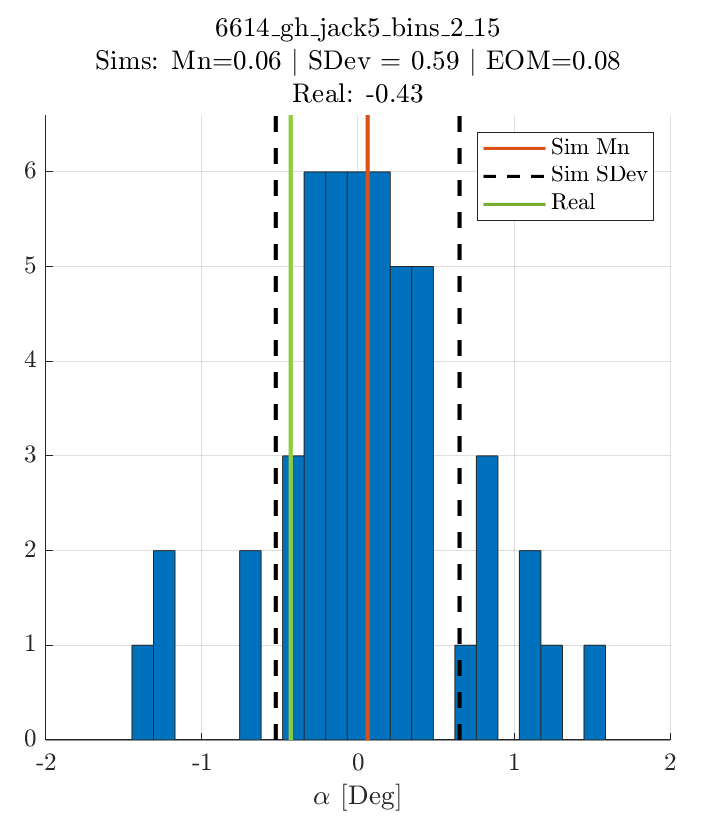 6614_gh_jack5_bins_2_15
Sims: Mn=0.06 | SDev = 0.59 | EOM=0.08
Real: -0.43
Sim Mn
Sim SDev
Real
6
5
4
3
2
1
0
-2 -1 0 1 2
α [Deg]